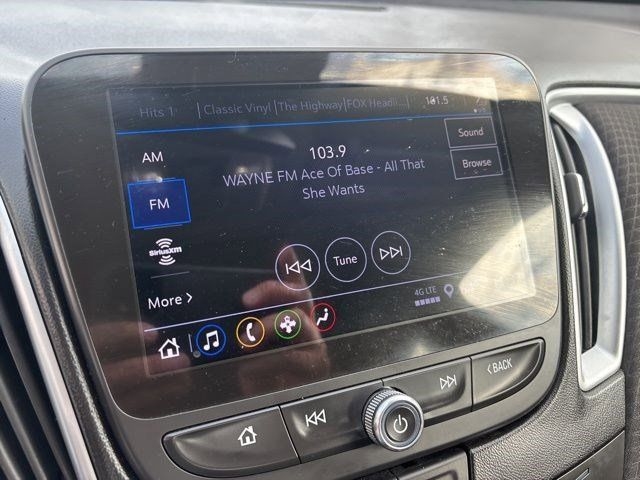 Hits 1 Classic Vinyl The Highway FOX Headli... 101.5
103.9
WAYNE FM Ace Of Base - All That
She Wants
Sound
Browse
AM
FM
SiriusXM
More >
Tune
4G LTE
< BACK